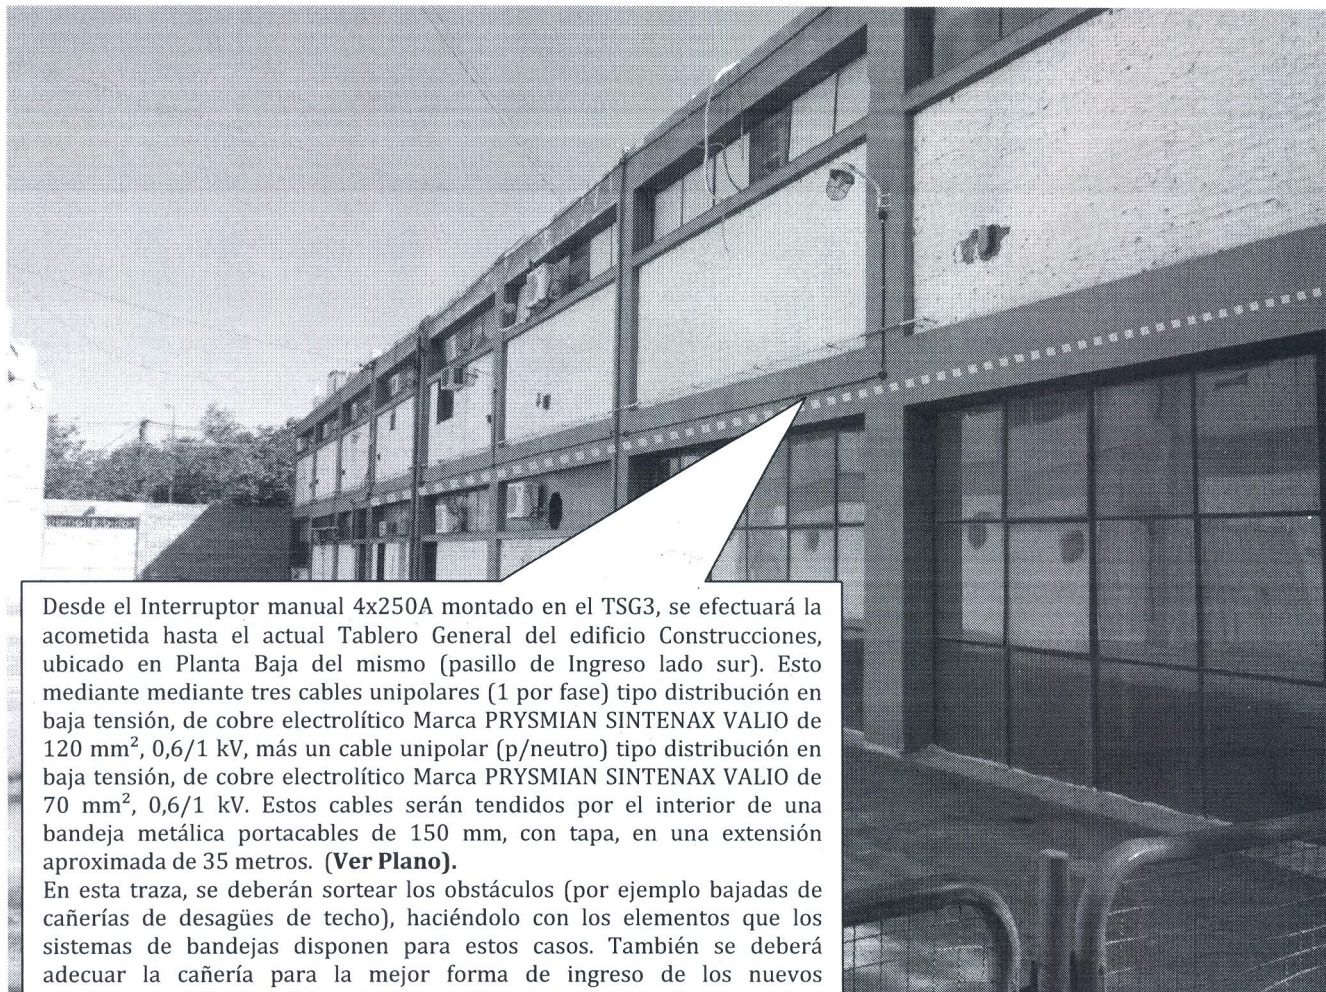 Desde el Interruptor manual 4x250A montado en el TSG3, se efectuará la
acometida hasta el actual Tablero General del edificio Construcciones,
ubicado en Planta Baja del mismo (pasillo de Ingreso lado sur). Esto
mediante mediante tres cables unipolares (1 por fase) tipo distribución en
baja tensión, de cobre electrolítico Marca PRYSMIAN SINTENAX VALIO de
120 mm², 0,6/1 kV, más un cable unipolar (p/neutro) tipo distribución en
baja tensión, de cobre electrolítico Marca PRYSMIAN SINTENAX VALIO de
70 mm², 0,6/1 kV. Estos cables serán tendidos por el interior de una
bandeja metálica portacables de 150 mm, con tapa, en una extensión
aproximada de 35 metros. (Ver Plano).
En esta traza, se deberán sortear los obstáculos (por ejemplo bajadas de
cañerías de desagües de techo), haciéndolo con los elementos que los
sistemas de bandejas disponen para estos casos. También se deberá
adecuar la cañería para la mejor forma de ingreso de los nuevos